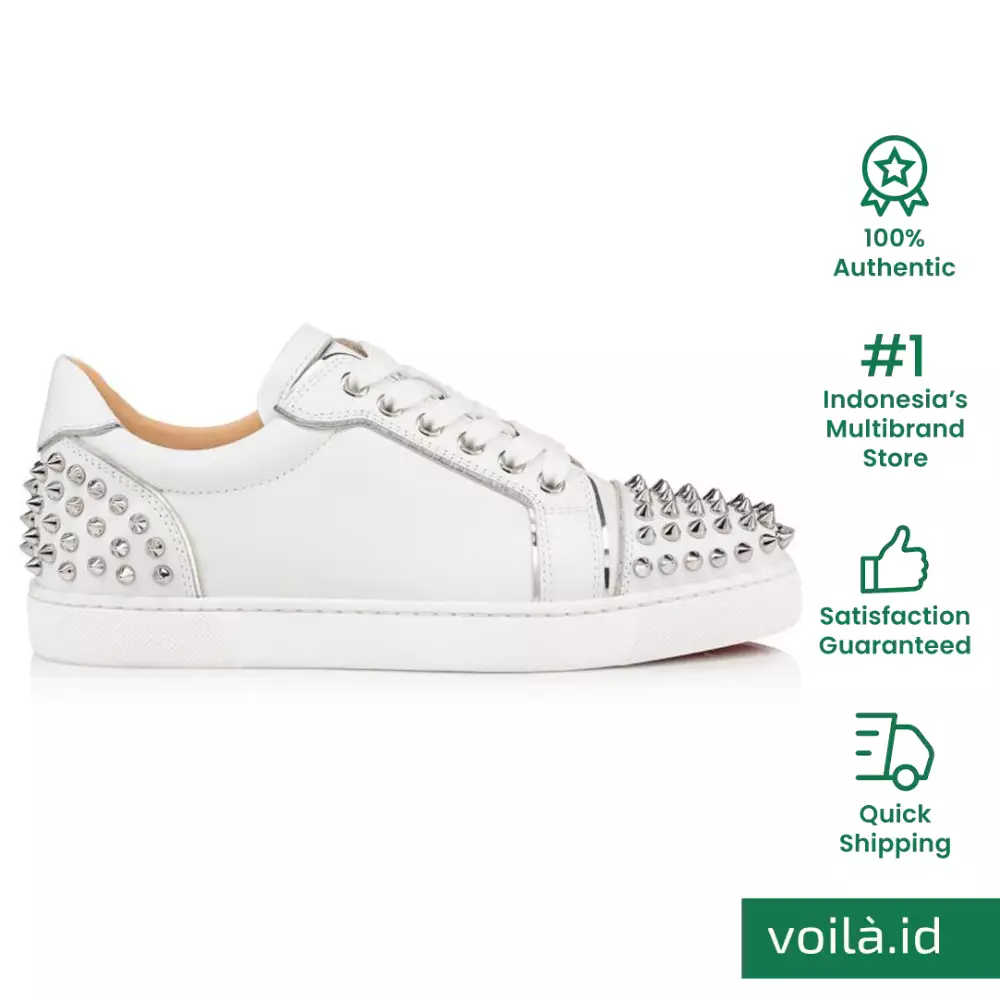 100%
Authentic
#1
Indonesia’s
Multibrand
Store
Satisfaction
Guaranteed
Quick
Shipping
voilà.id